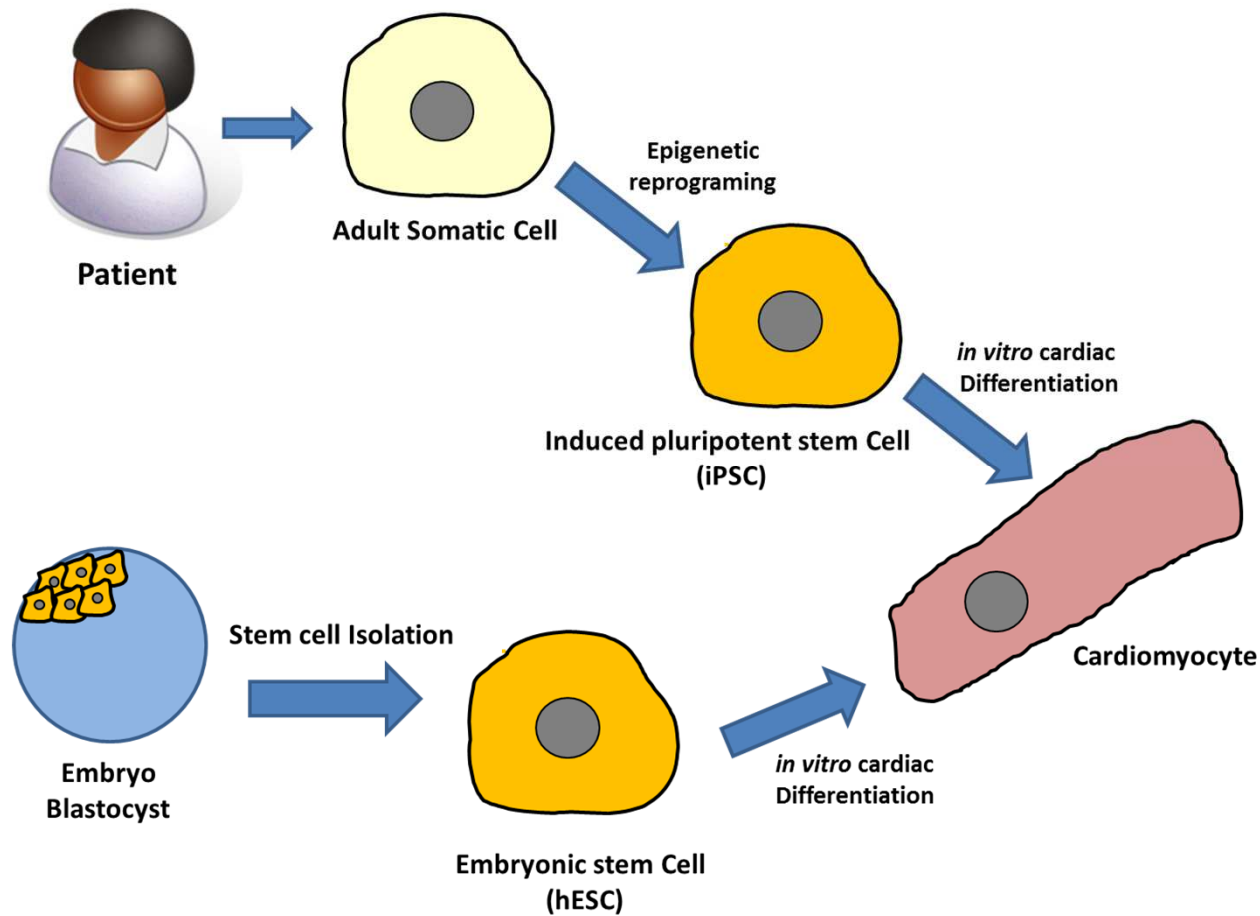 Patient
Adult Somatic Cell
Epigenetic
reprograming
Induced pluripotent stem Cell
(iPSC)
in vitro cardiac
Differentiation
Cardiomyocyte
Embryo
Blastocyst
Stem cell Isolation
Embryonic stem Cell
(hESC)
in vitro cardiac
Differentiation